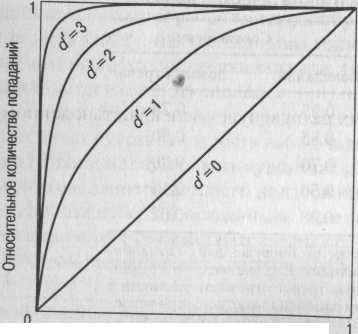 1
Относительное количество попаданий
d'=3
d'=2
d'=1
d'=0
0
1